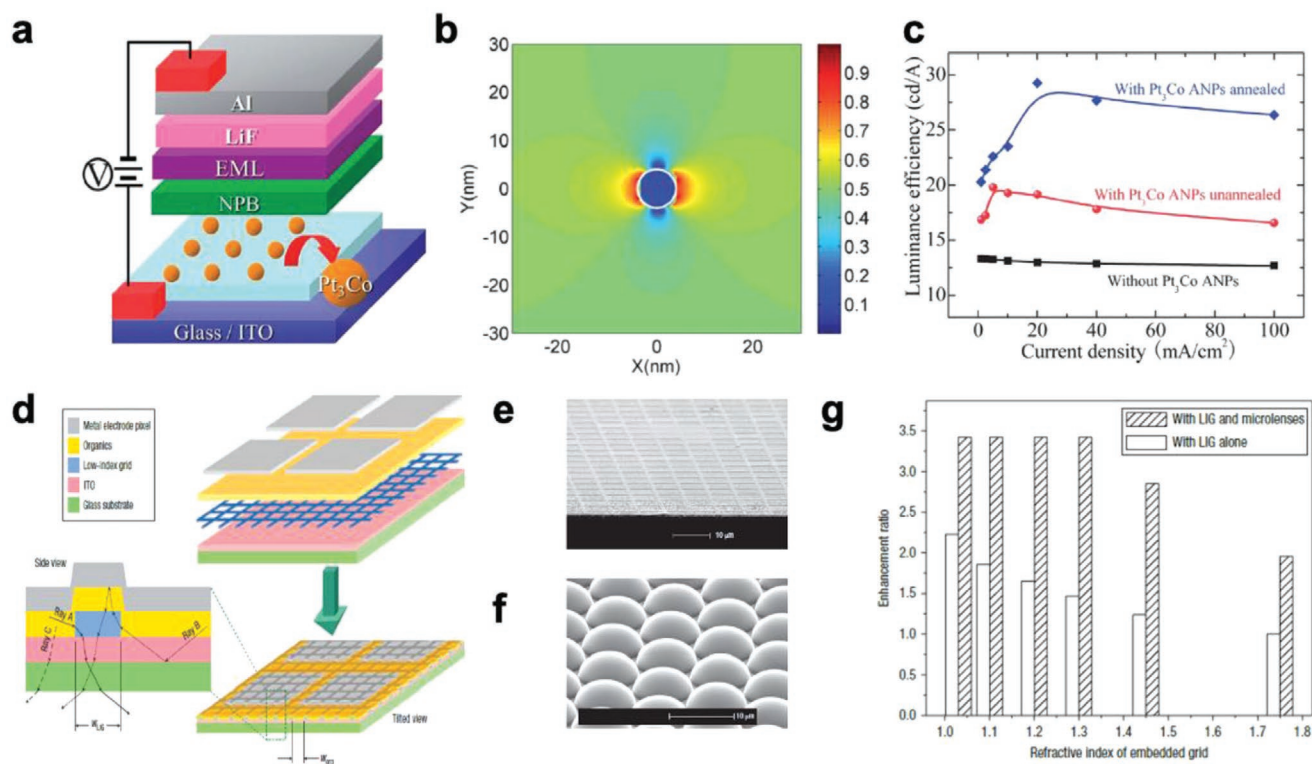 a
Al
LiF
EML
NPB
Pt₃Co
Glass / ITO
V
b
30
20
10
0
-10
-20
-30
Y(nm)
-20
0
20
X(nm)
0.9
0.8
0.7
0.6
0.5
0.4
0.3
0.2
0.1
c
Luminance efficiency (cd/A)
30
25
20
15
10
With Pt₃Co ANPs annealed
With Pt₃Co ANPs unannealed
Without Pt₃Co ANPs
0 20 40 60 80 100
Current density (mA/cm²)
d
Metal electrode pixel
Organics
Low-index grid
ITO
Glass substrate
Side view
Ray A
Ray B
Ray C
W_LIG
Tilted view
e
10 μm
f
10 μm
g
With LIG and microlenses
With LIG alone
Enhancement ratio
3.5
3.0
2.5
2.0
1.5
1.0
0.5
0.0
1.0 1.1 1.2 1.3 1.4 1.5 1.6 1.7 1.8
Refractive index of embedded grid